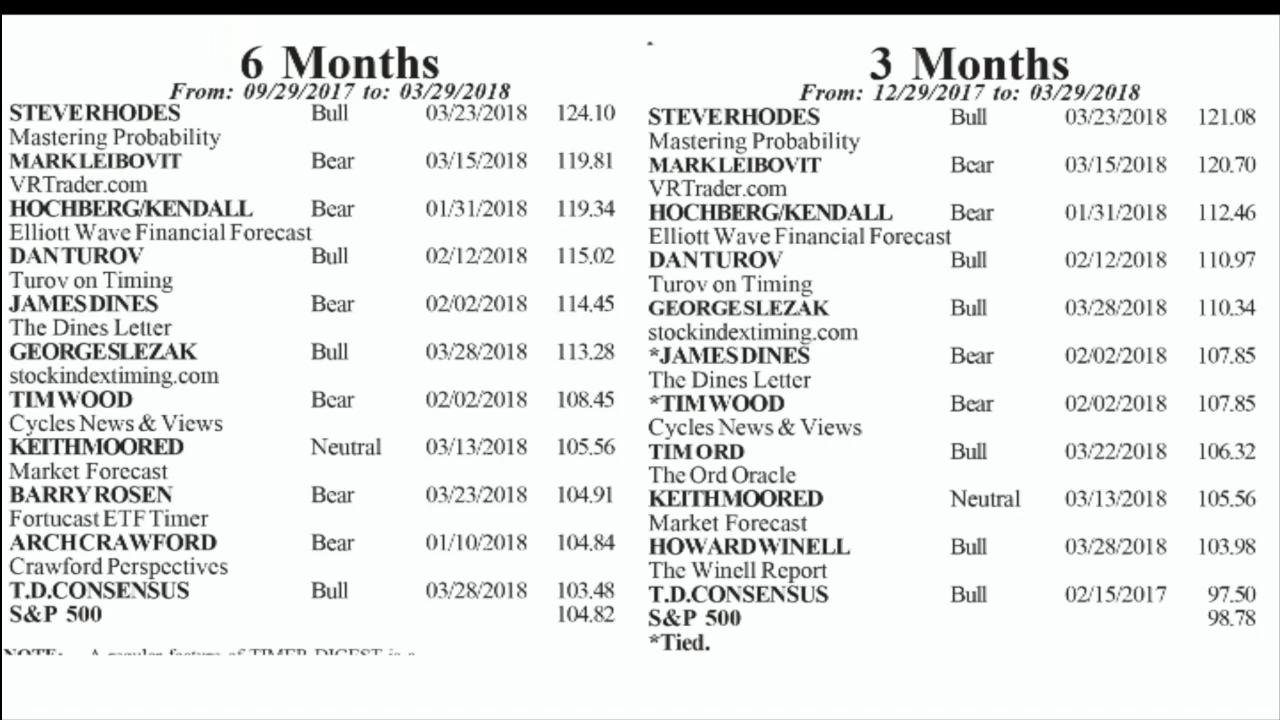 6 Months
From: 09/29/2017 to: 03/29/2018
STEVE RHODES Bull 03/23/2018 124.10
Mastering Probability
MARK LEIBOVIT Bear 03/15/2018 119.81
VRTrader.com
HOCHBERG/KENDALL Bear 01/31/2018 119.34
Elliott Wave Financial Forecast
DAN TUROV Bull 02/12/2018 115.02
Turov on Timing
JAMES DINES Bear 02/02/2018 114.45
The Dines Letter
GEORGE SLEZAK Bull 03/28/2018 113.28
stockindextiming.com
TIM WOOD Bear 02/02/2018 108.45
Cycles News & Views
KEITH MOORED Neutral 03/13/2018 105.56
Market Forecast
BARRY ROSEN Bear 03/23/2018 104.91
Fortucast ETF Timer
ARCH CRAWFORD Bear 01/10/2018 104.84
Crawford Perspectives
T.D. CONSENSUS Bull 03/28/2018 103.48
S&P 500 104.82
NOTE: A regular feature of TIMER DIGEST is a
3 Months
From: 12/29/2017 to: 03/29/2018
STEVE RHODES Bull 03/23/2018 121.08
Mastering Probability
MARK LEIBOVIT Bear 03/15/2018 120.70
VRTrader.com
HOCHBERG/KENDALL Bear 01/31/2018 112.46
Elliott Wave Financial Forecast
DAN TUROV Bull 02/12/2018 110.97
Turov on Timing
GEORGE SLEZAK Bull 03/28/2018 110.34
stockindextiming.com
*JAMES DINES Bear 02/02/2018 107.85
The Dines Letter
*TIM WOOD Bear 02/02/2018 107.85
Cycles News & Views
TIM ORD Bull 03/22/2018 106.32
The Ord Oracle
KEITH MOORED Neutral 03/13/2018 105.56
Market Forecast
HOWARD WINELL Bull 03/28/2018 103.98
The Winell Report
T.D. CONSENSUS Bull 02/15/2017 97.50
S&P 500 98.78
*Tied.